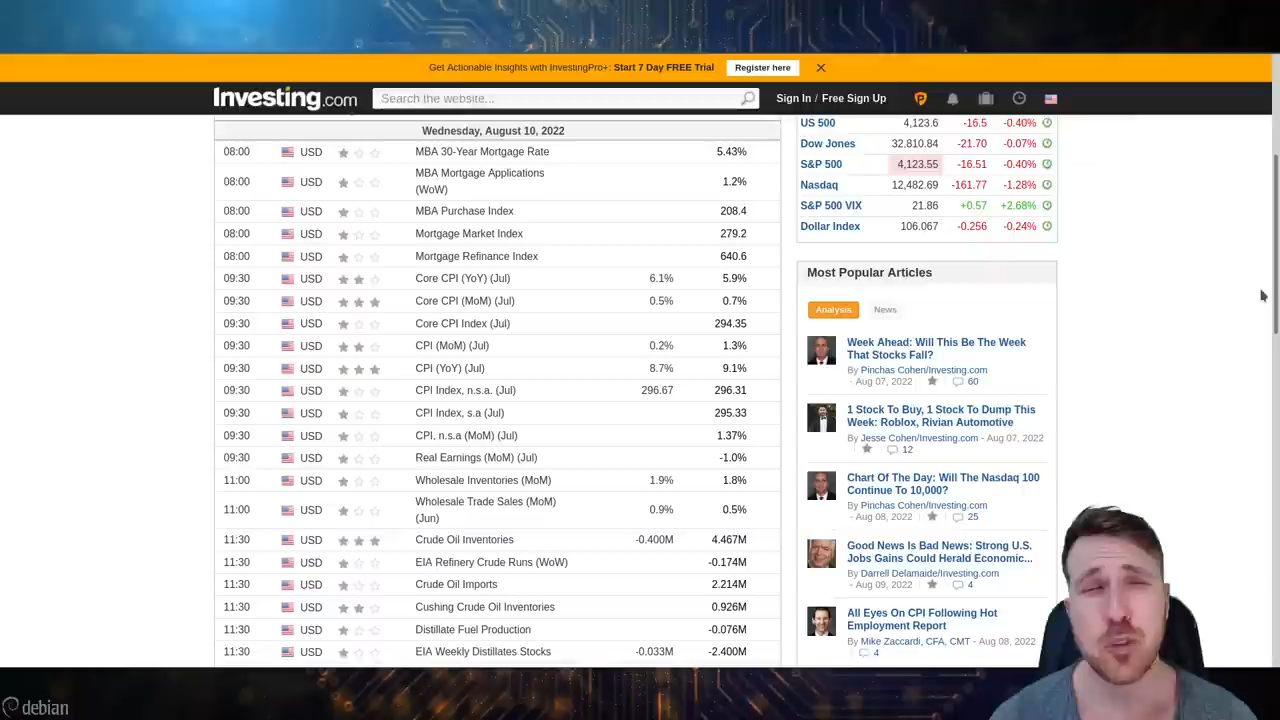 Get Actionable Insights with InvestingPro+: Start 7 Day FREE Trial Register here
Investing.com Search the website... Sign In / Free Sign Up
Wednesday, August 10, 2022
08:00 USD MBA 30-Year Mortgage Rate 5.43%
08:00 USD MBA Mortgage Applications
(WoW) 1.2%
08:00 USD MBA Purchase Index 208.4
08:00 USD Mortgage Market Index 279.2
08:00 USD Mortgage Refinance Index 640.6
09:30 USD Core CPI (YoY) (Jul) 6.1% 5.9%
09:30 USD Core CPI (MoM) (Jul) 0.5% 0.7%
09:30 USD Core CPI Index (Jul) 294.35
09:30 USD CPI (MoM) (Jul) 0.2% 1.3%
09:30 USD CPI (YoY) (Jul) 8.7% 9.1%
09:30 USD CPI Index, n.s.a. (Jul) 296.67 296.31
09:30 USD CPI Index, s.a (Jul) 295.33
09:30 USD CPI, n.s.a (MoM) (Jul) 1.37%
09:30 USD Real Earnings (MoM) (Jul) -1.0%
11:00 USD Wholesale Inventories (MoM) 1.9% 1.8%
11:00 USD Wholesale Trade Sales (MoM)
(Jun) 0.9% 0.5%
11:30 USD Crude Oil Inventories -0.400M 4.467M
11:30 USD EIA Refinery Crude Runs (WoW) -0.174M
11:30 USD Crude Oil Imports 2.214M
11:30 USD Cushing Crude Oil Inventories 0.926M
11:30 USD Distillate Fuel Production -0.076M
11:30 USD EIA Weekly Distillates Stocks -0.033M -2.400M
US 500 4,123.6 -16.5 -0.40%
Dow Jones 32,810.84 -21.70 -0.07%
S&P 500 4,123.55 -16.51 -0.40%
Nasdaq 12,482.69 -161.77 -1.28%
S&P 500 VIX 21.86 +0.57 +2.68%
Dollar Index 106.067 -0.256 -0.24%
Most Popular Articles
Analysis News
Week Ahead: Will This Be The Week
That Stocks Fall?
By Pinchas Cohen/Investing.com
- Aug 07, 2022 60
1 Stock To Buy, 1 Stock To Dump This
Week: Roblox, Rivian Automotive
By Jesse Cohen/Investing.com - Aug 07, 2022
12
Chart Of The Day: Will The Nasdaq 100
Continue To 10,000?
By Pinchas Cohen/Investing.com
- Aug 08, 2022 25
Good News Is Bad News: Strong U.S.
Jobs Gains Could Herald Economic...
By Darrell Delamaide/Investing.com
- Aug 09, 2022 4
All Eyes On CPI Following Hot
Employment Report
By Mike Zaccardi, CFA, CMT - Aug 08, 2022
4
debian